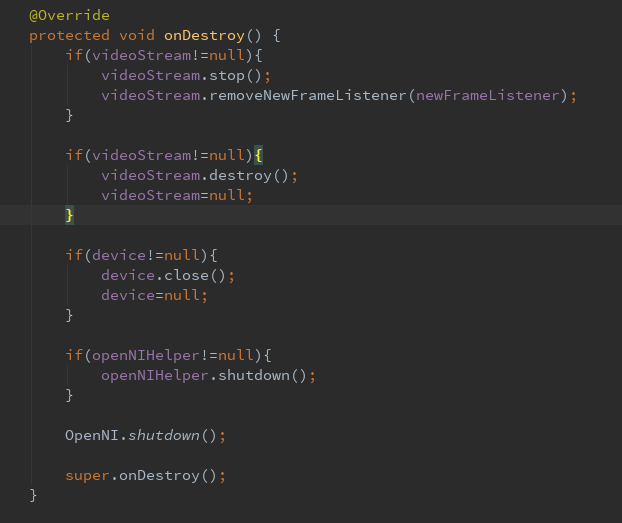 @Override
protected void onDestroy() {
if(videoStream!=null){
videoStream.stop();
videoStream.removeNewFrameListener(newFrameListener);
}
if(videoStream!=null){
videoStream.destroy();
videoStream=null;
}
if(device!=null){
device.close();
device=null;
}
if(openNIHelper!=null){
openNIHelper.shutdown();
}
OpenNI.shutdown();
super.onDestroy();
}